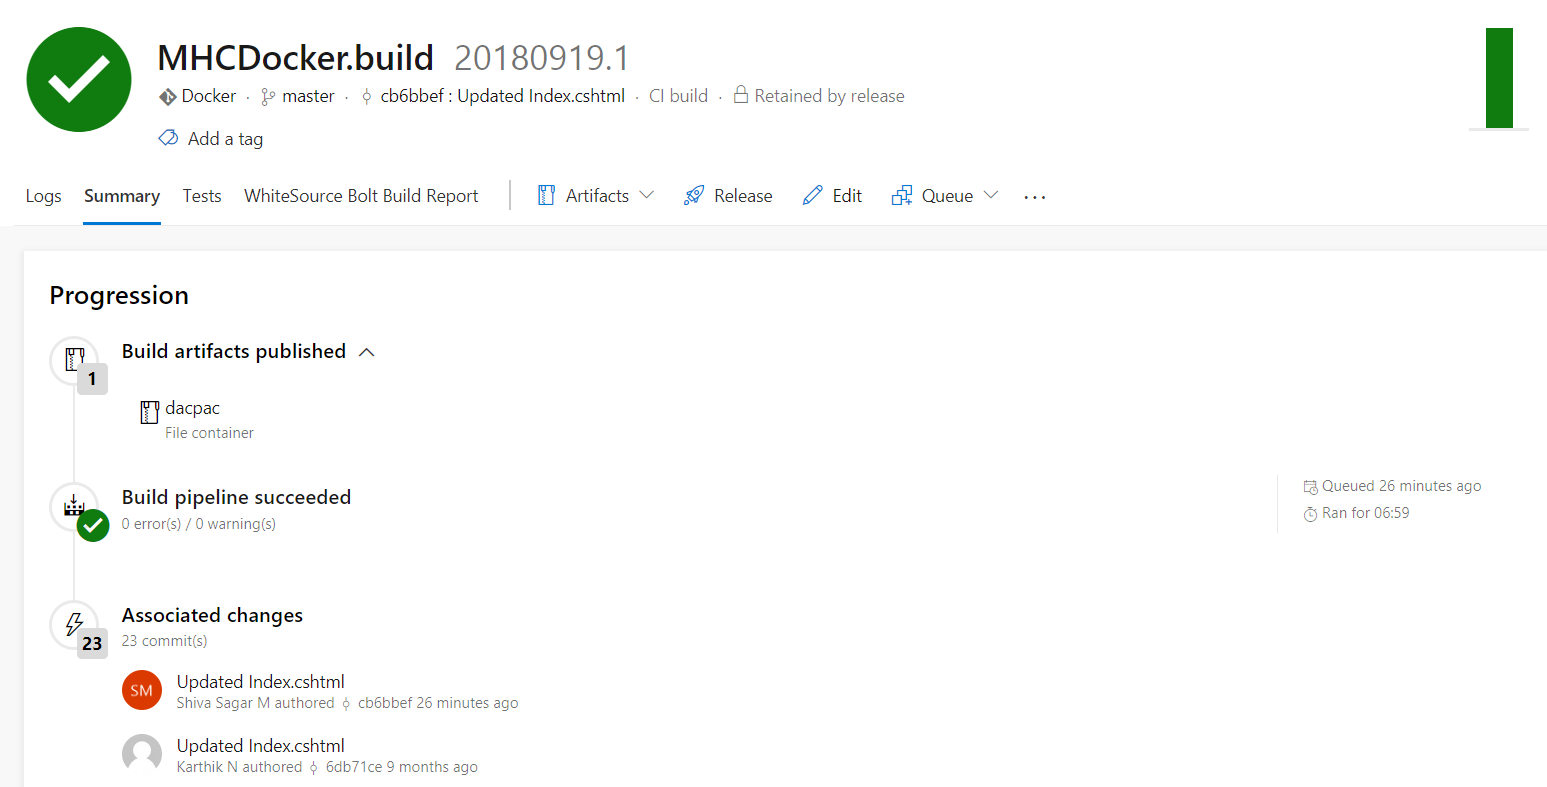 MHCDocker.build 20180919.1
Docker · master · cb6bbef : Updated Index.cshtml · CI build · Retained by release
Add a tag
Logs Summary Tests WhiteSource Bolt Build Report Artifacts Release Edit Queue ...
Progression
Build artifacts published
1
dacpac
File container
Build pipeline succeeded
0 error(s) / 0 warning(s)
Queued 26 minutes ago
Ran for 06:59
Associated changes
23
23 commit(s)
SM
Updated Index.cshtml
Shiva Sagar M authored cb6bbef 26 minutes ago
Updated Index.cshtml
Karthik N authored 6db71ce 9 months ago